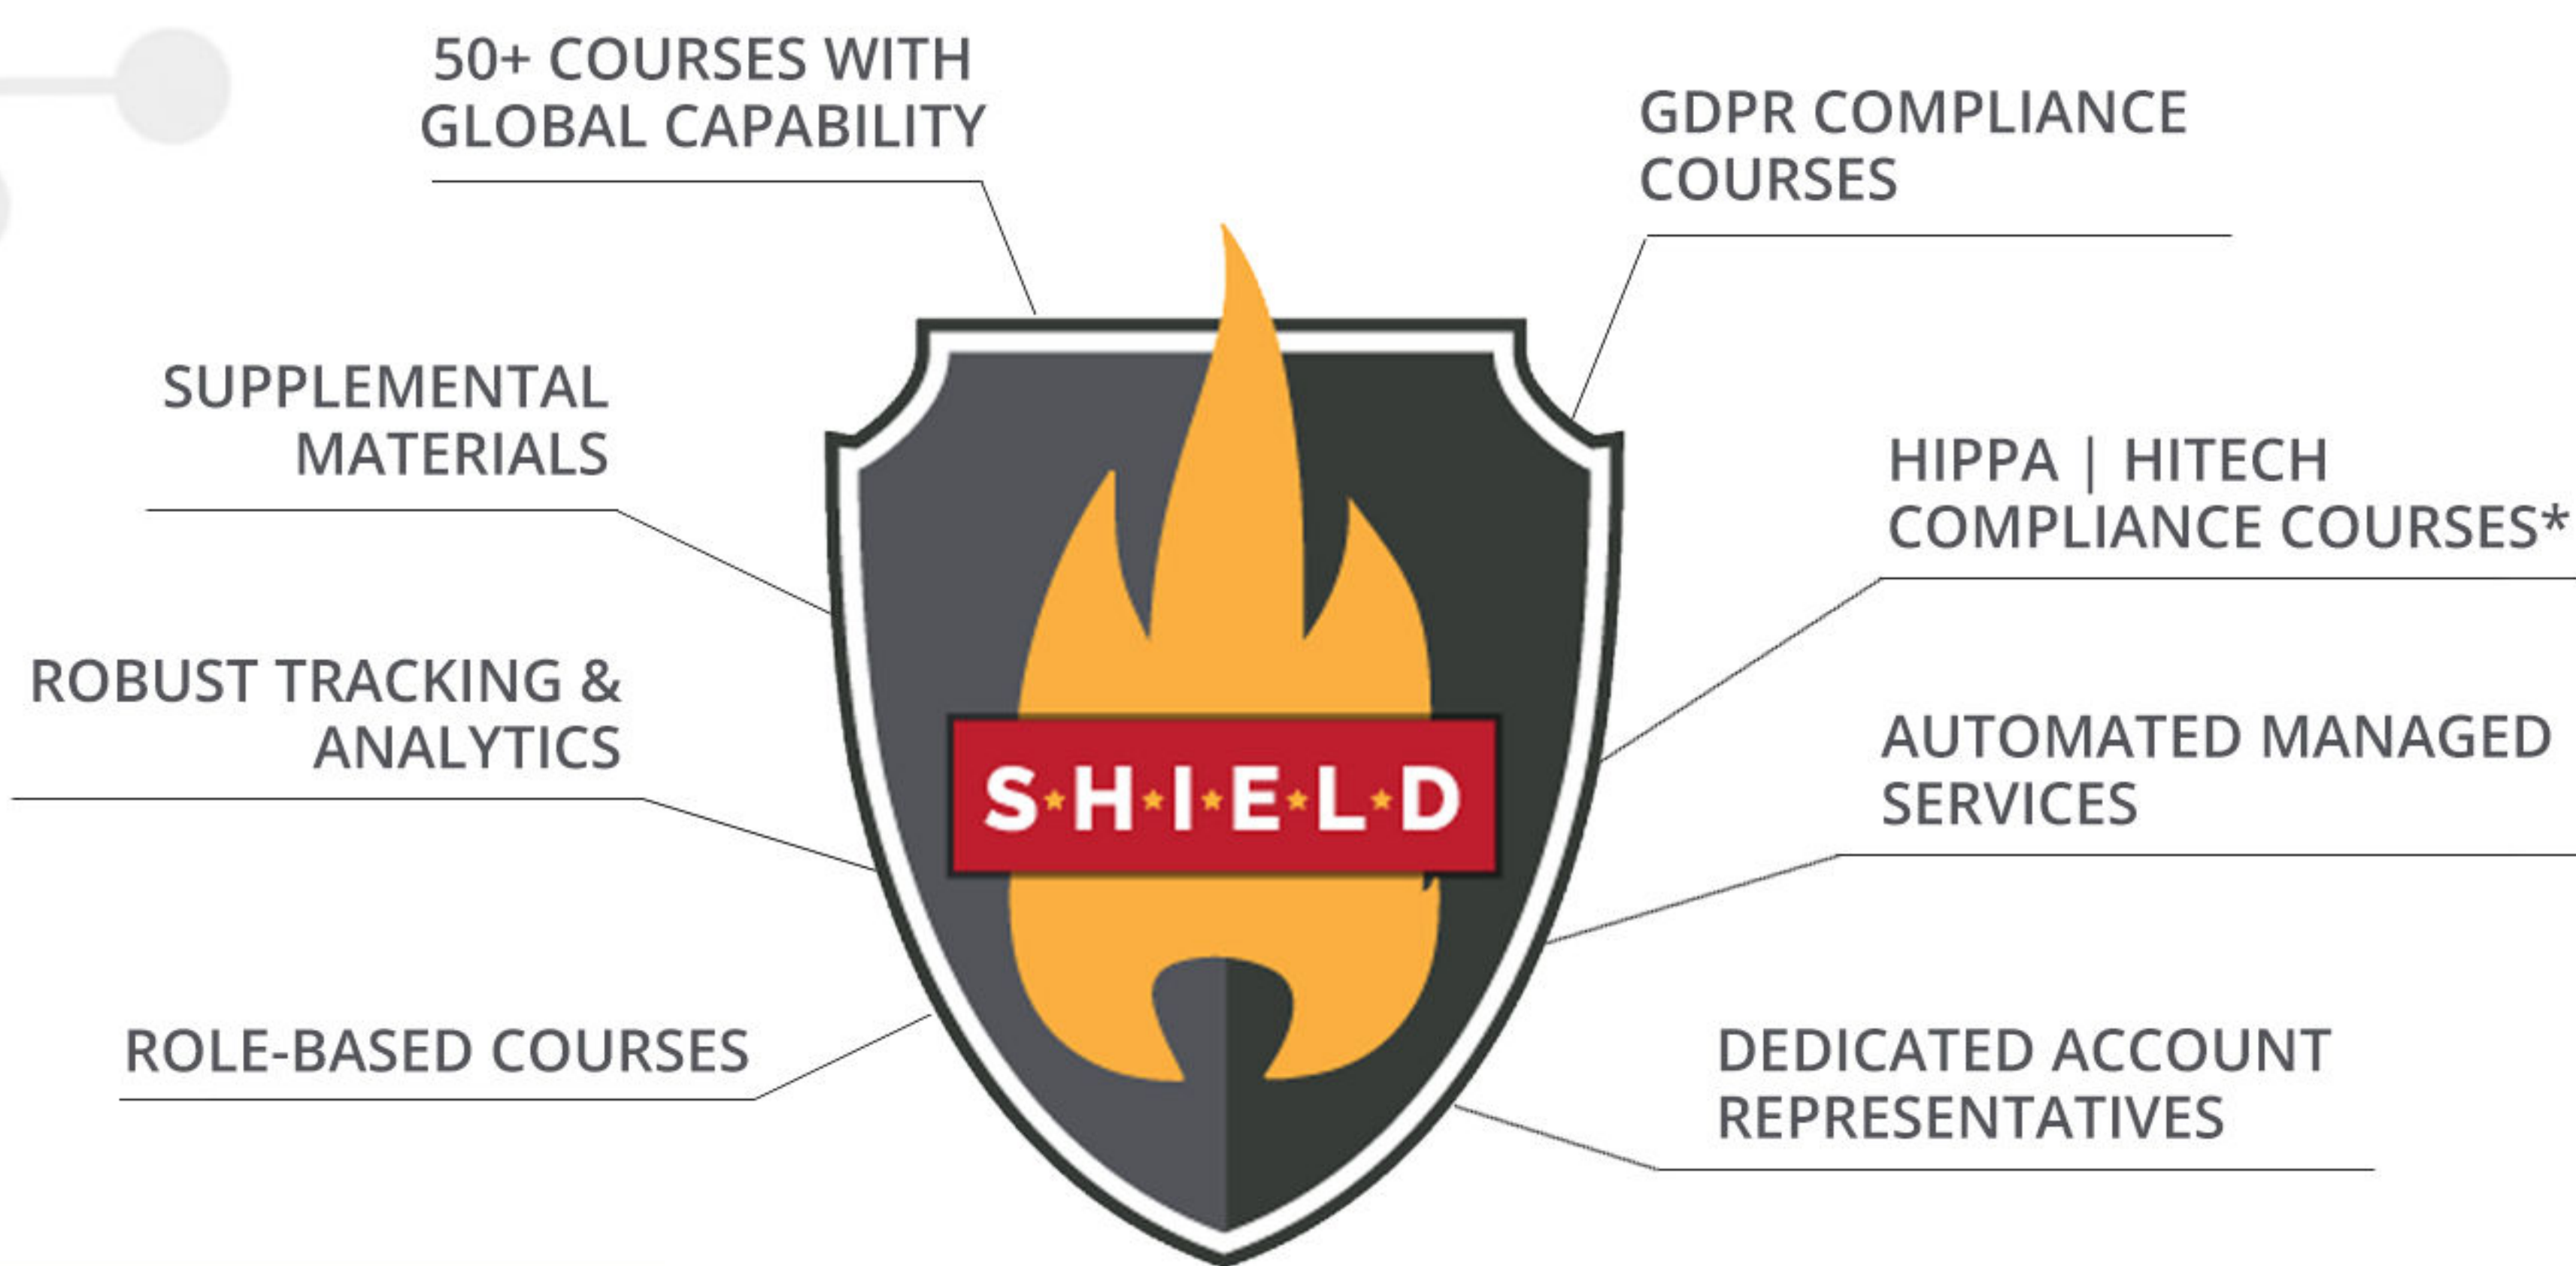 50+ COURSES WITH
GLOBAL CAPABILITY
GDPR COMPLIANCE
COURSES
SUPPLEMENTAL
MATERIALS
HIPPA | HITECH
COMPLIANCE COURSES*
ROBUST TRACKING &
ANALYTICS
AUTOMATED MANAGED
SERVICES
S★H★I★E★L★D
ROLE-BASED COURSES
DEDICATED ACCOUNT
REPRESENTATIVES